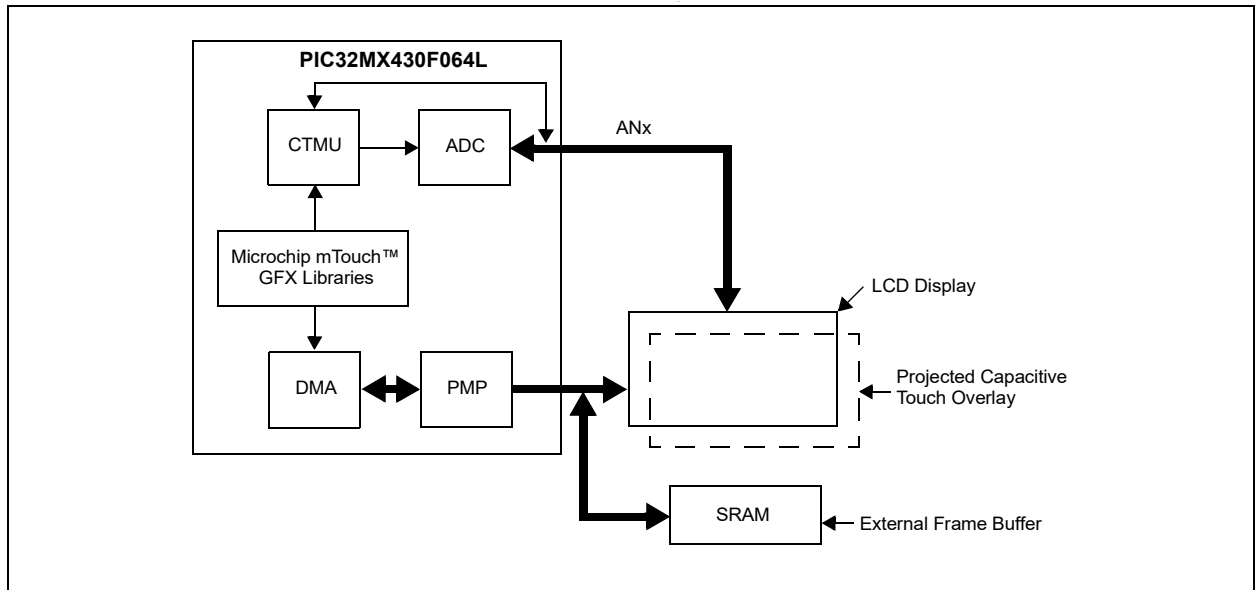 PIC32MX430F064L
CTMU
ADC
ANx
Microchip mTouch™
GFX Libraries
LCD Display
DMA
PMP
Projected Capacitive
Touch Overlay
SRAM
External Frame Buffer